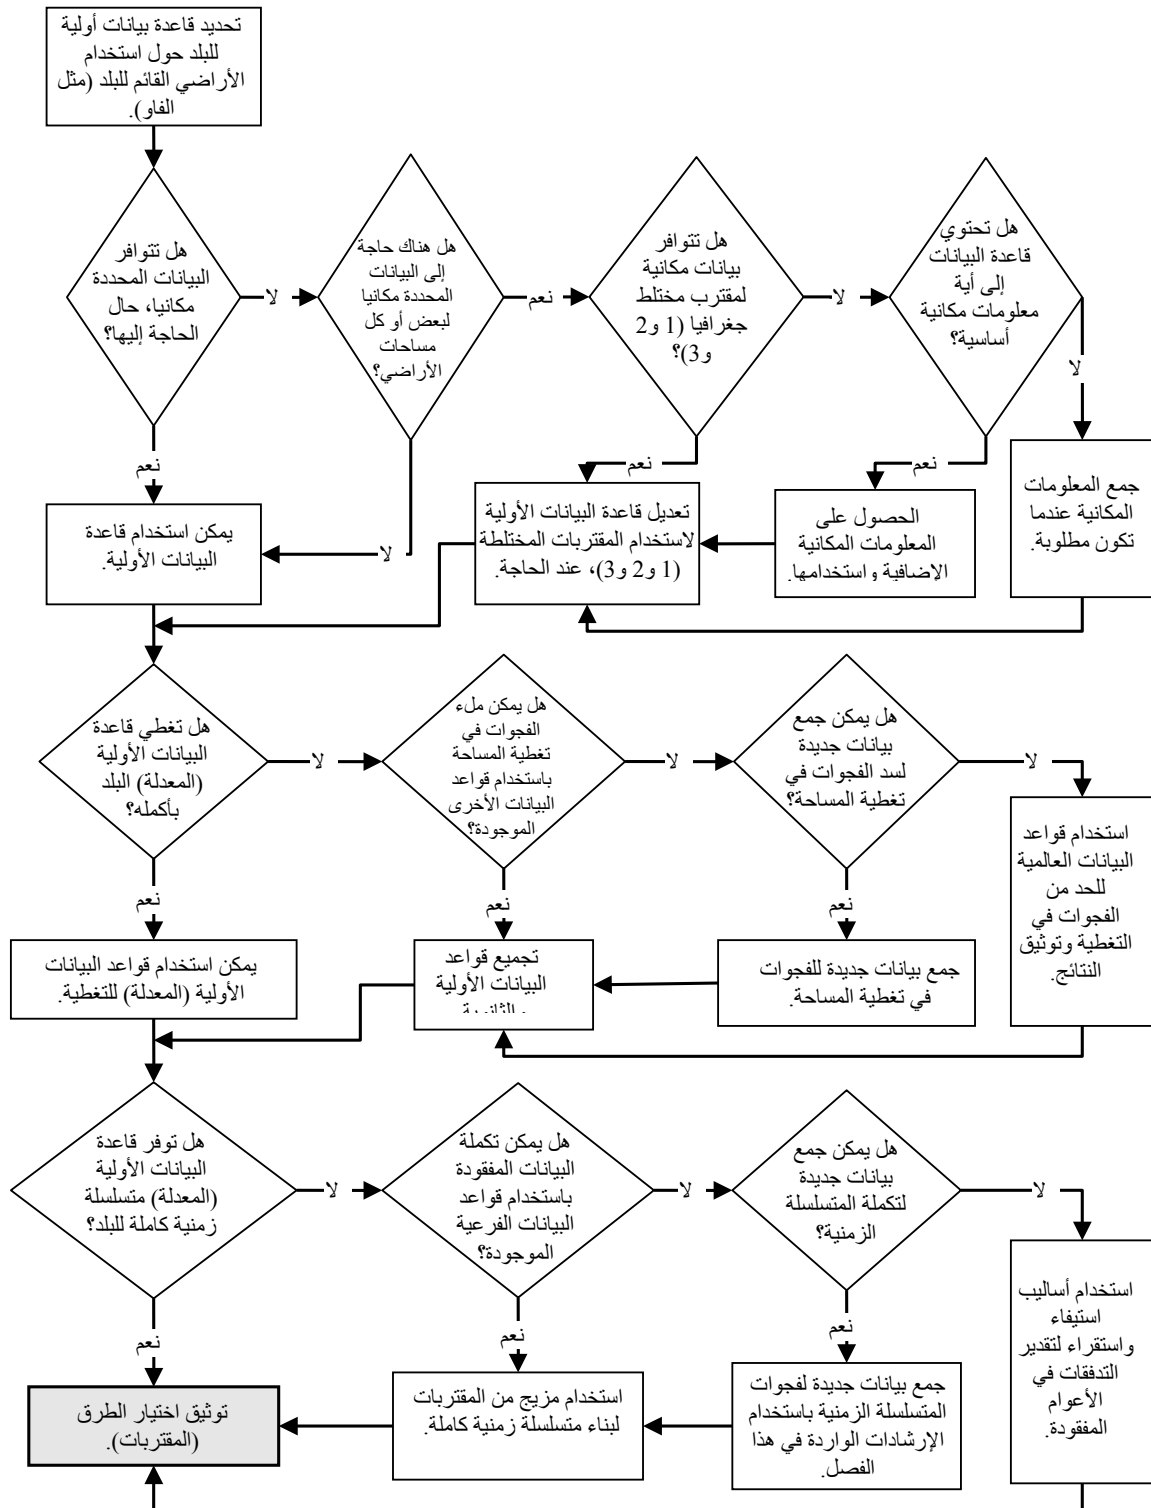 تحديد قاعدة بيانات أولية
للبلد حول استخدام
الأراضي القائم للبلد (مثل
الفاو).
هل تتوافر
البيانات المحددة
مكانيا، حال
الحاجة إليها؟
لا
هل هناك حاجة
إلى البيانات
المحددة مكانيا
لبعض أو كل
مساحات
الأراضي؟
نعم
هل تتوافر
بيانات مكانية
لمقترب مختلط
جغرافيا (1 و2
و3)؟
لا
هل تحتوي
قاعدة البيانات
إلى أية
معلومات مكانية
أساسية؟
لا
نعم
نعم
نعم
يمكن استخدام قاعدة
البيانات الأولية.
لا
تعديل قاعدة البيانات الأولية
لاستخدام المقتربات المختلطة
(1 و2 و3)، عند الحاجة.
الحصول على
المعلومات المكانية
الاضافية واستخدامها.
جمع المعلومات
المكانية عندما
تكون مطلوبة.
هل تغطي قاعدة
البيانات الأولية
(المعدلة) البلد
بأكمله؟
لا
هل يمكن ملء
الفجوات في
تغطية المساحة
باستخدام قواعد
البيانات الأخرى
الموجودة؟
لا
هل يمكن جمع
بيانات جديدة
لسد الفجوات في
تغطية المساحة؟
لا
نعم
نعم
نعم
يمكن استخدام قواعد البيانات
الأولية (المعدلة) للتغطية.
تجميع قواعد
البيانات الأولية
والثانوية
جمع بيانات جديدة للفجوات
في تغطية المساحة.
استخدام قواعد
البيانات العالمية
للحد من
الفجوات في
التغطية وتوثيق
النتائج.
هل توفر قاعدة
البيانات الأولية
(المعدلة) متسلسلة
زمنية كاملة للبلد؟
لا
هل يمكن تكملة
البيانات المفقودة
باستخدام قواعد
البيانات الفرعية
الموجودة؟
لا
هل يمكن جمع
بيانات جديدة
لتكملة المتسلسلة
الزمنية؟
لا
نعم
نعم
نعم
توثيق اختيار الطرق
(المقتربات).
استخدام مزيج من المقتربات
لبناء متسلسلة زمنية كاملة.
جمع بيانات جديدة لفجوات
المتسلسلة الزمنية باستخدام
الإرشادات الواردة في هذا
الفصل.
استخدام أساليب
استيفاء
واستقراء لتقدير
التدفقات في
الأعوام
المفقودة.